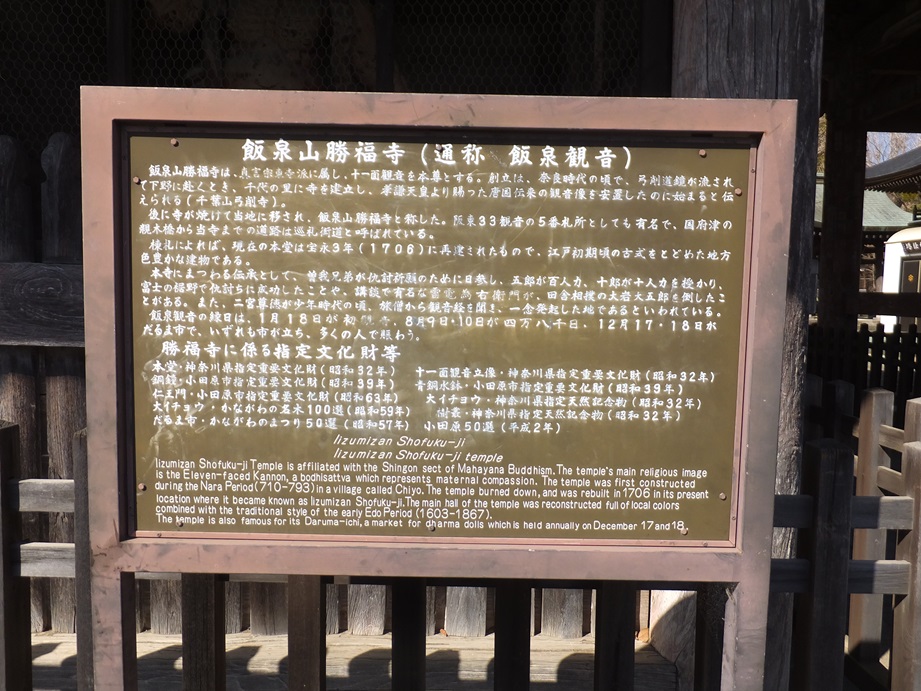 飯泉山勝福寺（通称　飯泉観音）
飯泉山勝福寺は、真言宗東寺派に属し、十一面観音を本尊とする。創立は、奈良時代の頃で、弓削道鏡が流され
て下野に赴くとき、千代の里に寺を建立し、孝謙天皇より賜った唐国伝来の観音像を安置したのに始まると伝
えられる（千葉山弓削寺）。
後に寺が焼けて当地に移され、飯泉山勝福寺と称した。阪東33観音の5番札所としても有名で、国府津の
親木橋から当寺までの道路は巡礼街道と呼ばれている。
棟札によれば、現在の本堂は宝永3年（1706）に再建されたもので、江戸初期頃の古式をとどめた地方
色豊かな建物である。
本寺にまつわる伝承として、曽我兄弟が仇討祈願のために日参し、五郎が百人力、十郎が十人力を授かり、
富士の裾野で仇討ちに成功したことや、講談で有名な雷電為右衛門が、田舎相撲の大岩大五郎を倒したこ
とがある。また、二宮尊徳が少年時代の頃、旅僧から観音経を聞き、一念発起した地であるといわれている。
飯泉観音の縁日は、1月18日が初観音、8月9日・10日が四万八千日、12月17・18日が
だるま市で、いずれも市が立ち、多くの人で賑わう。
勝福寺に係る指定文化財等
本堂・神奈川県指定重要文化財（昭和32年）　十一面観音立像・神奈川県指定重要文化財（昭和32年）
銅鐘・小田原市指定重要文化財（昭和39年）　青銅水鉢・小田原市指定重要文化財（昭和39年）
仁王門・小田原市指定重要文化財（昭和63年）　大イチョウ・神奈川県指定天然記念物（昭和32年）
大イチョウ・かながわの名木100選（昭和59年）　樹叢・神奈川県指定天然記念物（昭和32年）
だるま市・かながわのまつり50選（昭和57年）　小田原50選（平成2年）
Iizumizan Shofuku-ji
Iizumizan Shofuku-ji temple
Iizumizan Shofuku-ji Temple is affiliated with the Shingon sect of Mahayana Buddhism. The temple's main religious image
is the Eleven-faced Kannon, a bodhisattva which represents maternal compassion. The temple was first constructed
during the Nara Period (710-793) in a village called Chiyo. The temple burned down, and was rebuilt in 1706 in its present
location where it became known as Iizumizan Shofuku-ji. The main hall of the temple was reconstructed full of local colors
combined with the traditional style of the early Edo Period (1603-1867).
The temple is also famous for its Daruma-ichi, a market for dharma dolls which is held annually on December 17 and 18.